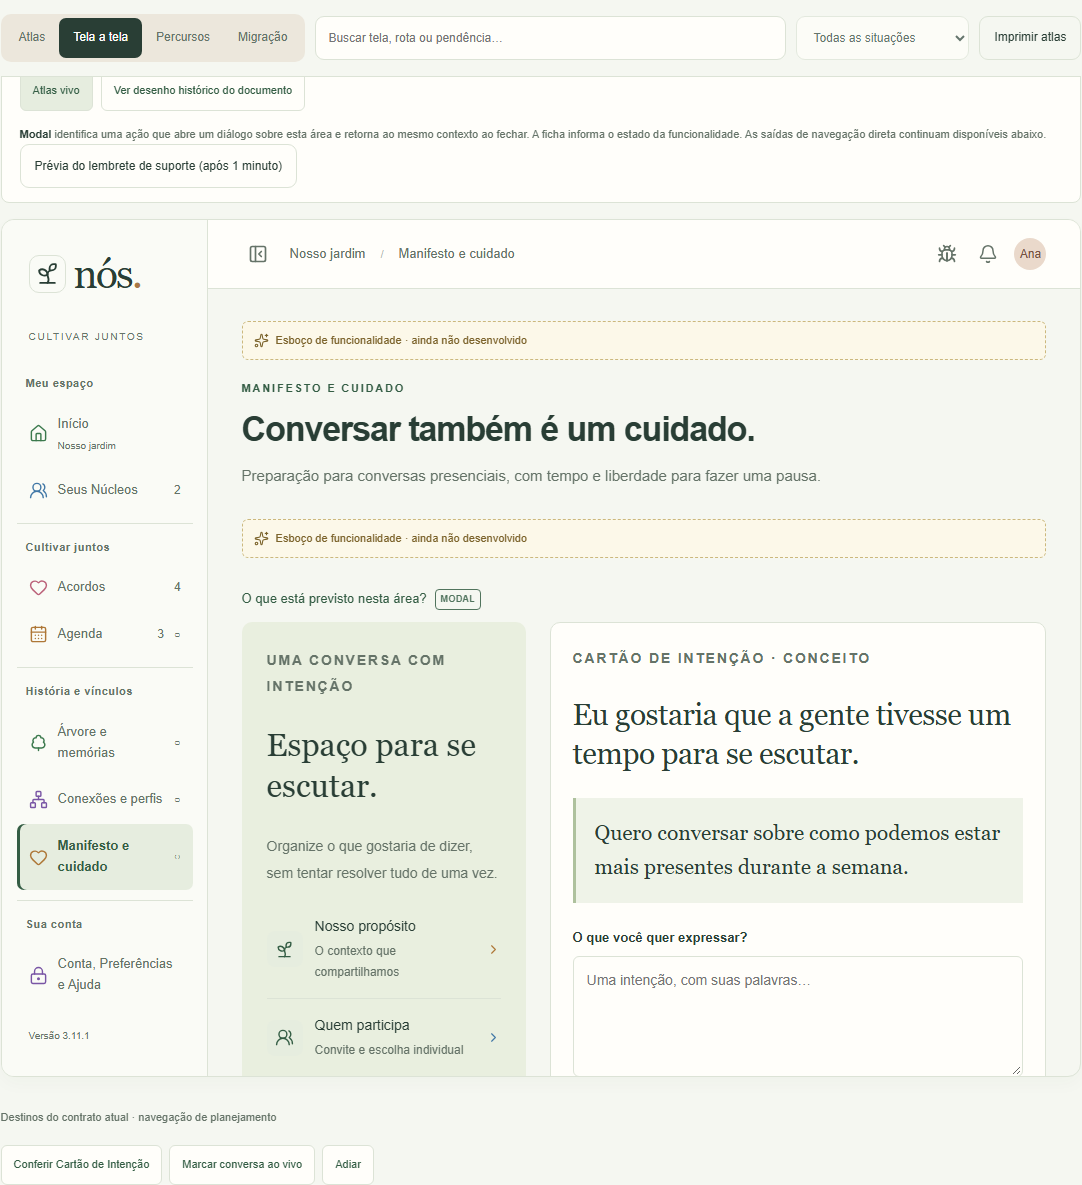 Atlas
Tela a tela
Percursos
Migração
Buscar tela, rota ou pendência...
Todas as situações
Imprimir atlas
Atlas vivo
Ver desenho histórico do documento
Modal identifica uma ação que abre um diálogo sobre esta área e retorna ao mesmo contexto ao fechar. A ficha informa o estado da funcionalidade. As saídas de navegação direta continuam disponíveis abaixo.
Prévia do lembrete de suporte (após 1 minuto)
nós.
CULTIVAR JUNTOS
Meu espaço
Início
Nosso jardim
Seus Núcleos 2
Cultivar juntos
Acordos 4
Agenda 3
História e vínculos
Árvore e
memórias
Conexões e perfis
Manifesto e
cuidado
Sua conta
Conta, Preferências
e Ajuda
Versão 3.11.1
Nosso jardim / Manifesto e cuidado
Ana
Esboço de funcionalidade · ainda não desenvolvido
MANIFESTO E CUIDADO
Conversar também é um cuidado.
Preparação para conversas presenciais, com tempo e liberdade para fazer uma pausa.
Esboço de funcionalidade · ainda não desenvolvido
O que está previsto nesta área? MODAL
UMA CONVERSA COM
INTENÇÃO
Espaço para se
escutar.
Organize o que gostaria de dizer,
sem tentar resolver tudo de uma vez.
Nosso propósito
O contexto que
compartilhamos
Quem participa
Convite e escolha individual
CARTÃO DE INTENÇÃO · CONCEITO
Eu gostaria que a gente tivesse um
tempo para se escutar.
Quero conversar sobre como podemos estar
mais presentes durante a semana.
O que você quer expressar?
Uma intenção, com suas palavras...
Destinos do contrato atual · navegação de planejamento
Conferir Cartão de Intenção
Marcar conversa ao vivo
Adiar